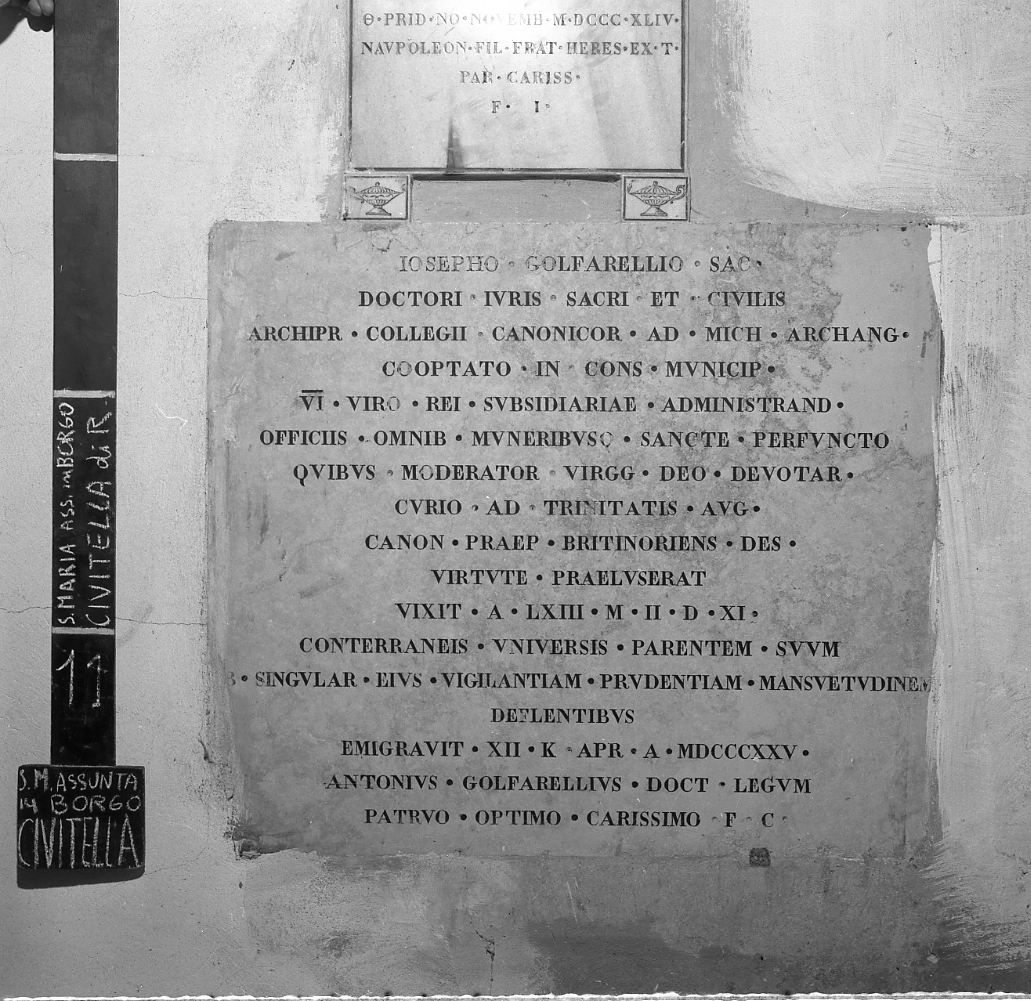 Θ·PRID·NO·NOVEMB·M·DCCC·XLIV·
NAVPOLEON·FIL·FRAT·HERES·EX·T·
PAR·CARISS·
F· I·
IOSEPHO · GOLFARELLIO · SAC·
DOCTORI · IVRIS · SACRI · ET · CIVILIS
ARCHIPR · COLLEGII · CANONICOR · AD · MICH · ARCHANG·
COOPTATO · IN · CONS · MVNICIP·
V̅I̅ · VIRO · REI · SVBSIDIARIAE · ADMINISTRAND·
OFFICIIS · OMNIB · MVNERIBVSQ · SANCTE · PERFVNCTO
QVIBVS · MODERATOR · VIRGG · DEO · DEVOTAR·
CVRIO · AD · TRINITATIS · AVG·
CANON · PRAEP · BRITINORIENS · DES ·
VIRTVTE · PRAELVSERAT
VIXIT · A · LXIII · M · II · D · XI·
CONTERRANEIS · VNIVERSIS · PARENTEM · SVVM
· SINGVLAR · EIVS · VIGILANTIAM · PRVDENTIAM · MANSVETVDINEM
DEFLENTIBVS
EMIGRAVIT · XII · K · APR · A · MDCCCXXV ·
ANTONIVS · GOLFARELLIVS · DOCT · LEGVM
PATRVO · OPTIMO · CARISSIMO · F · C ·
S.MARIA ASS. in BORGO
CIVITELLA di R.
11
S.M.ASSUNTA
IN BORGO
CIVITELLA